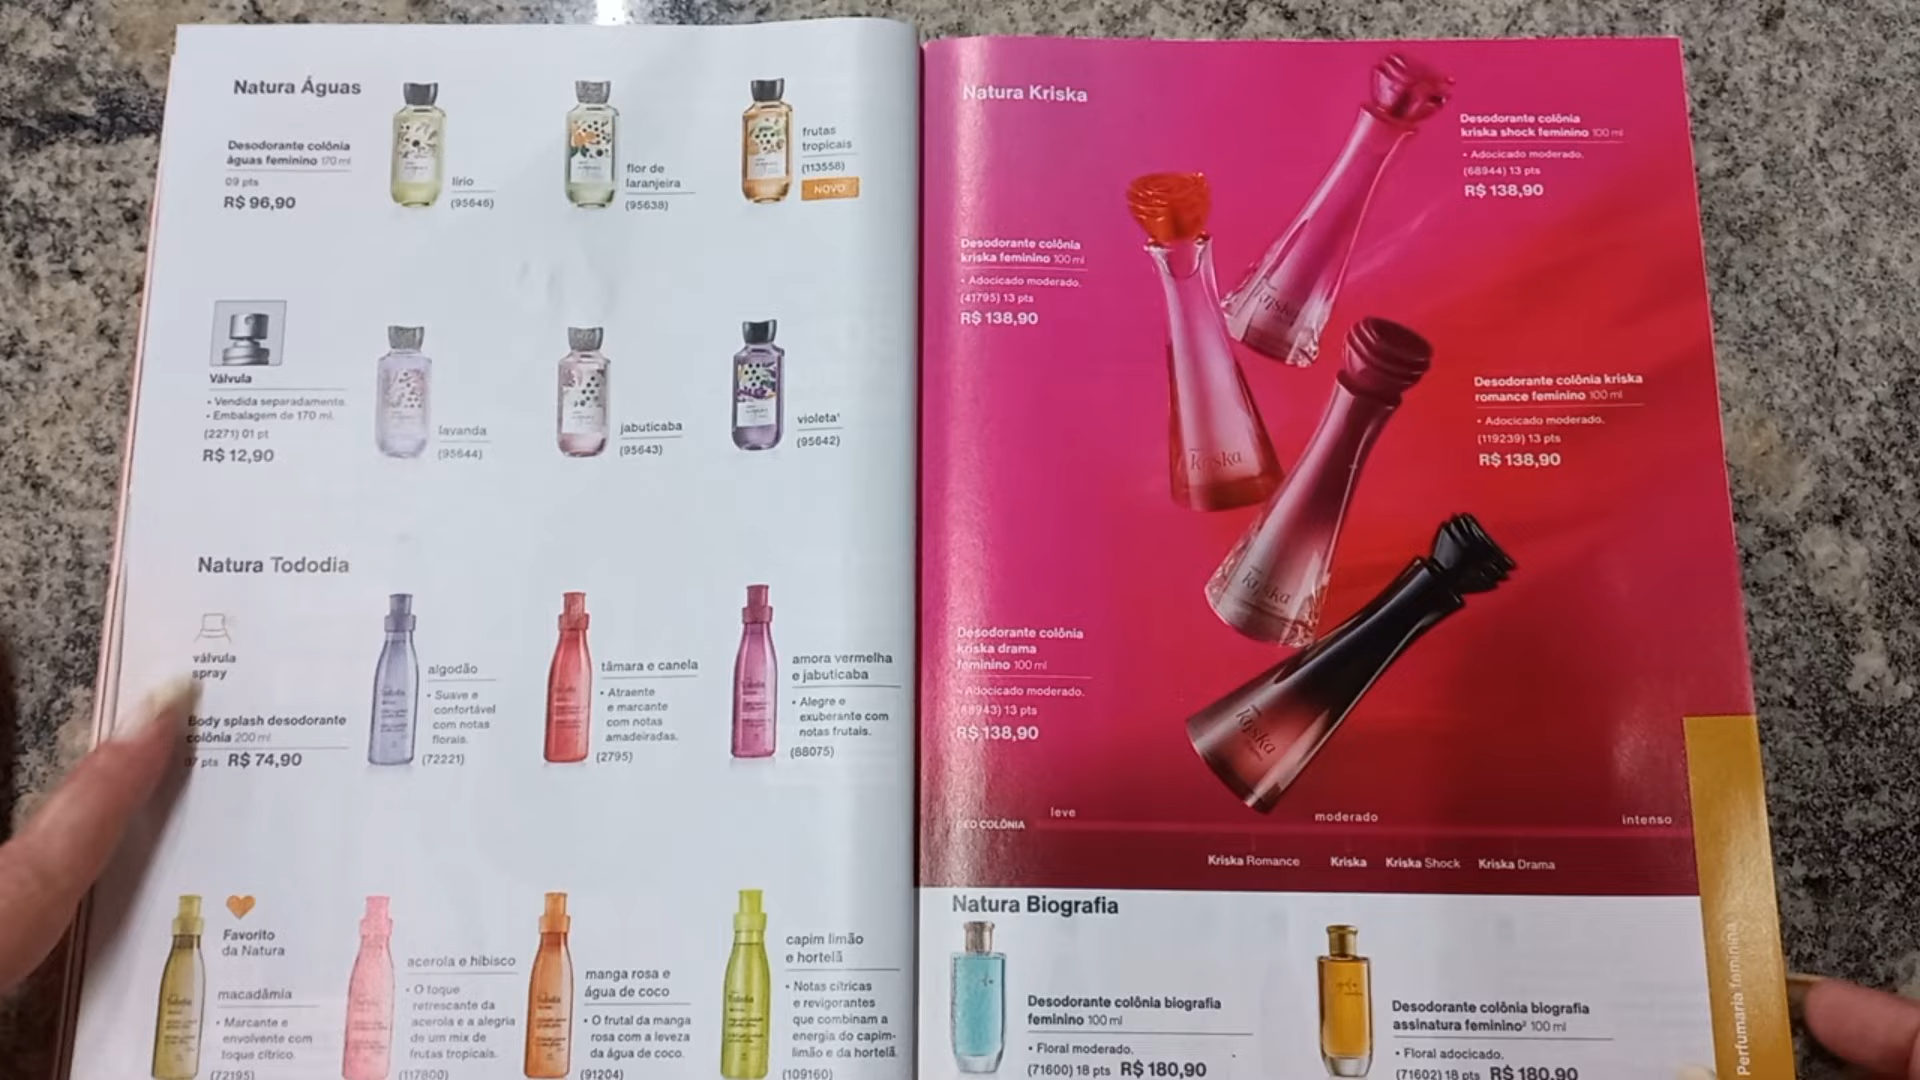 Natura Águas
Desodorante colônia
águas feminino 170 ml
09 pts
R$ 96,90
lírio
(95646)
flor de
laranjeira
(95638)
frutas
tropicais
(113558)
NOVO
Válvula
• Vendida separadamente.
• Embalagem de 170 ml.
(2271) 01 pt
R$ 12,90
lavanda
(95644)
jabuticaba
(95643)
violeta¹
(95642)
Natura Tododia
válvula
spray
Body splash desodorante
colônia 200 ml
pts R$ 74,90
algodão
• Suave e
confortável
com notas
florais.
(72221)
tâmara e canela
• Atraente
e marcante
com notas
amadeiradas.
(2795)
amora vermelha
e jabuticaba
• Alegre e
exuberante com
notas frutais.
(88075)
Favorito
da Natura
macadâmia
• Marcante e
envolvente com
toque cítrico.
(72195)
acerola e hibisco
• O toque
refrescante da
acerola e a alegria
de um mix de
frutas tropicais.
(117800)
manga rosa e
água de coco
• O frutal da manga
rosa com a leveza
da água de coco.
(91204)
capim limão
e hortelã
• Notas cítricas
e revigorantes
que combinam a
energia do capim-
limão e da hortelã.
(109160)
Natura Kriska
Desodorante colônia
kriska shock feminino 100 ml
• Adocicado moderado.
(68944) 13 pts
R$ 138,90
Desodorante colônia
kriska feminino 100 ml
• Adocicado moderado.
(41795) 13 pts
R$ 138,90
Desodorante colônia kriska
romance feminino 100 ml
• Adocicado moderado.
(119239) 13 pts
R$ 138,90
Desodorante colônia
kriska drama
feminino 100 ml
• Adocicado moderado.
13 pts
R$ 138,90
Kriska
Kriska
Kriska
Kriska
leve
moderado
intenso
COLÔNIA
Kriska Romance
Kriska
Kriska Shock
Kriska Drama
Natura Biografia
Desodorante colônia biografia
feminino 100 ml
• Floral moderado.
(71600) 18 pts R$ 180,90
Desodorante colônia biografia
assinatura feminino² 100 ml
• Floral adocicado.
(71602) 18 pts R$ 180,90
Perfumaria feminina